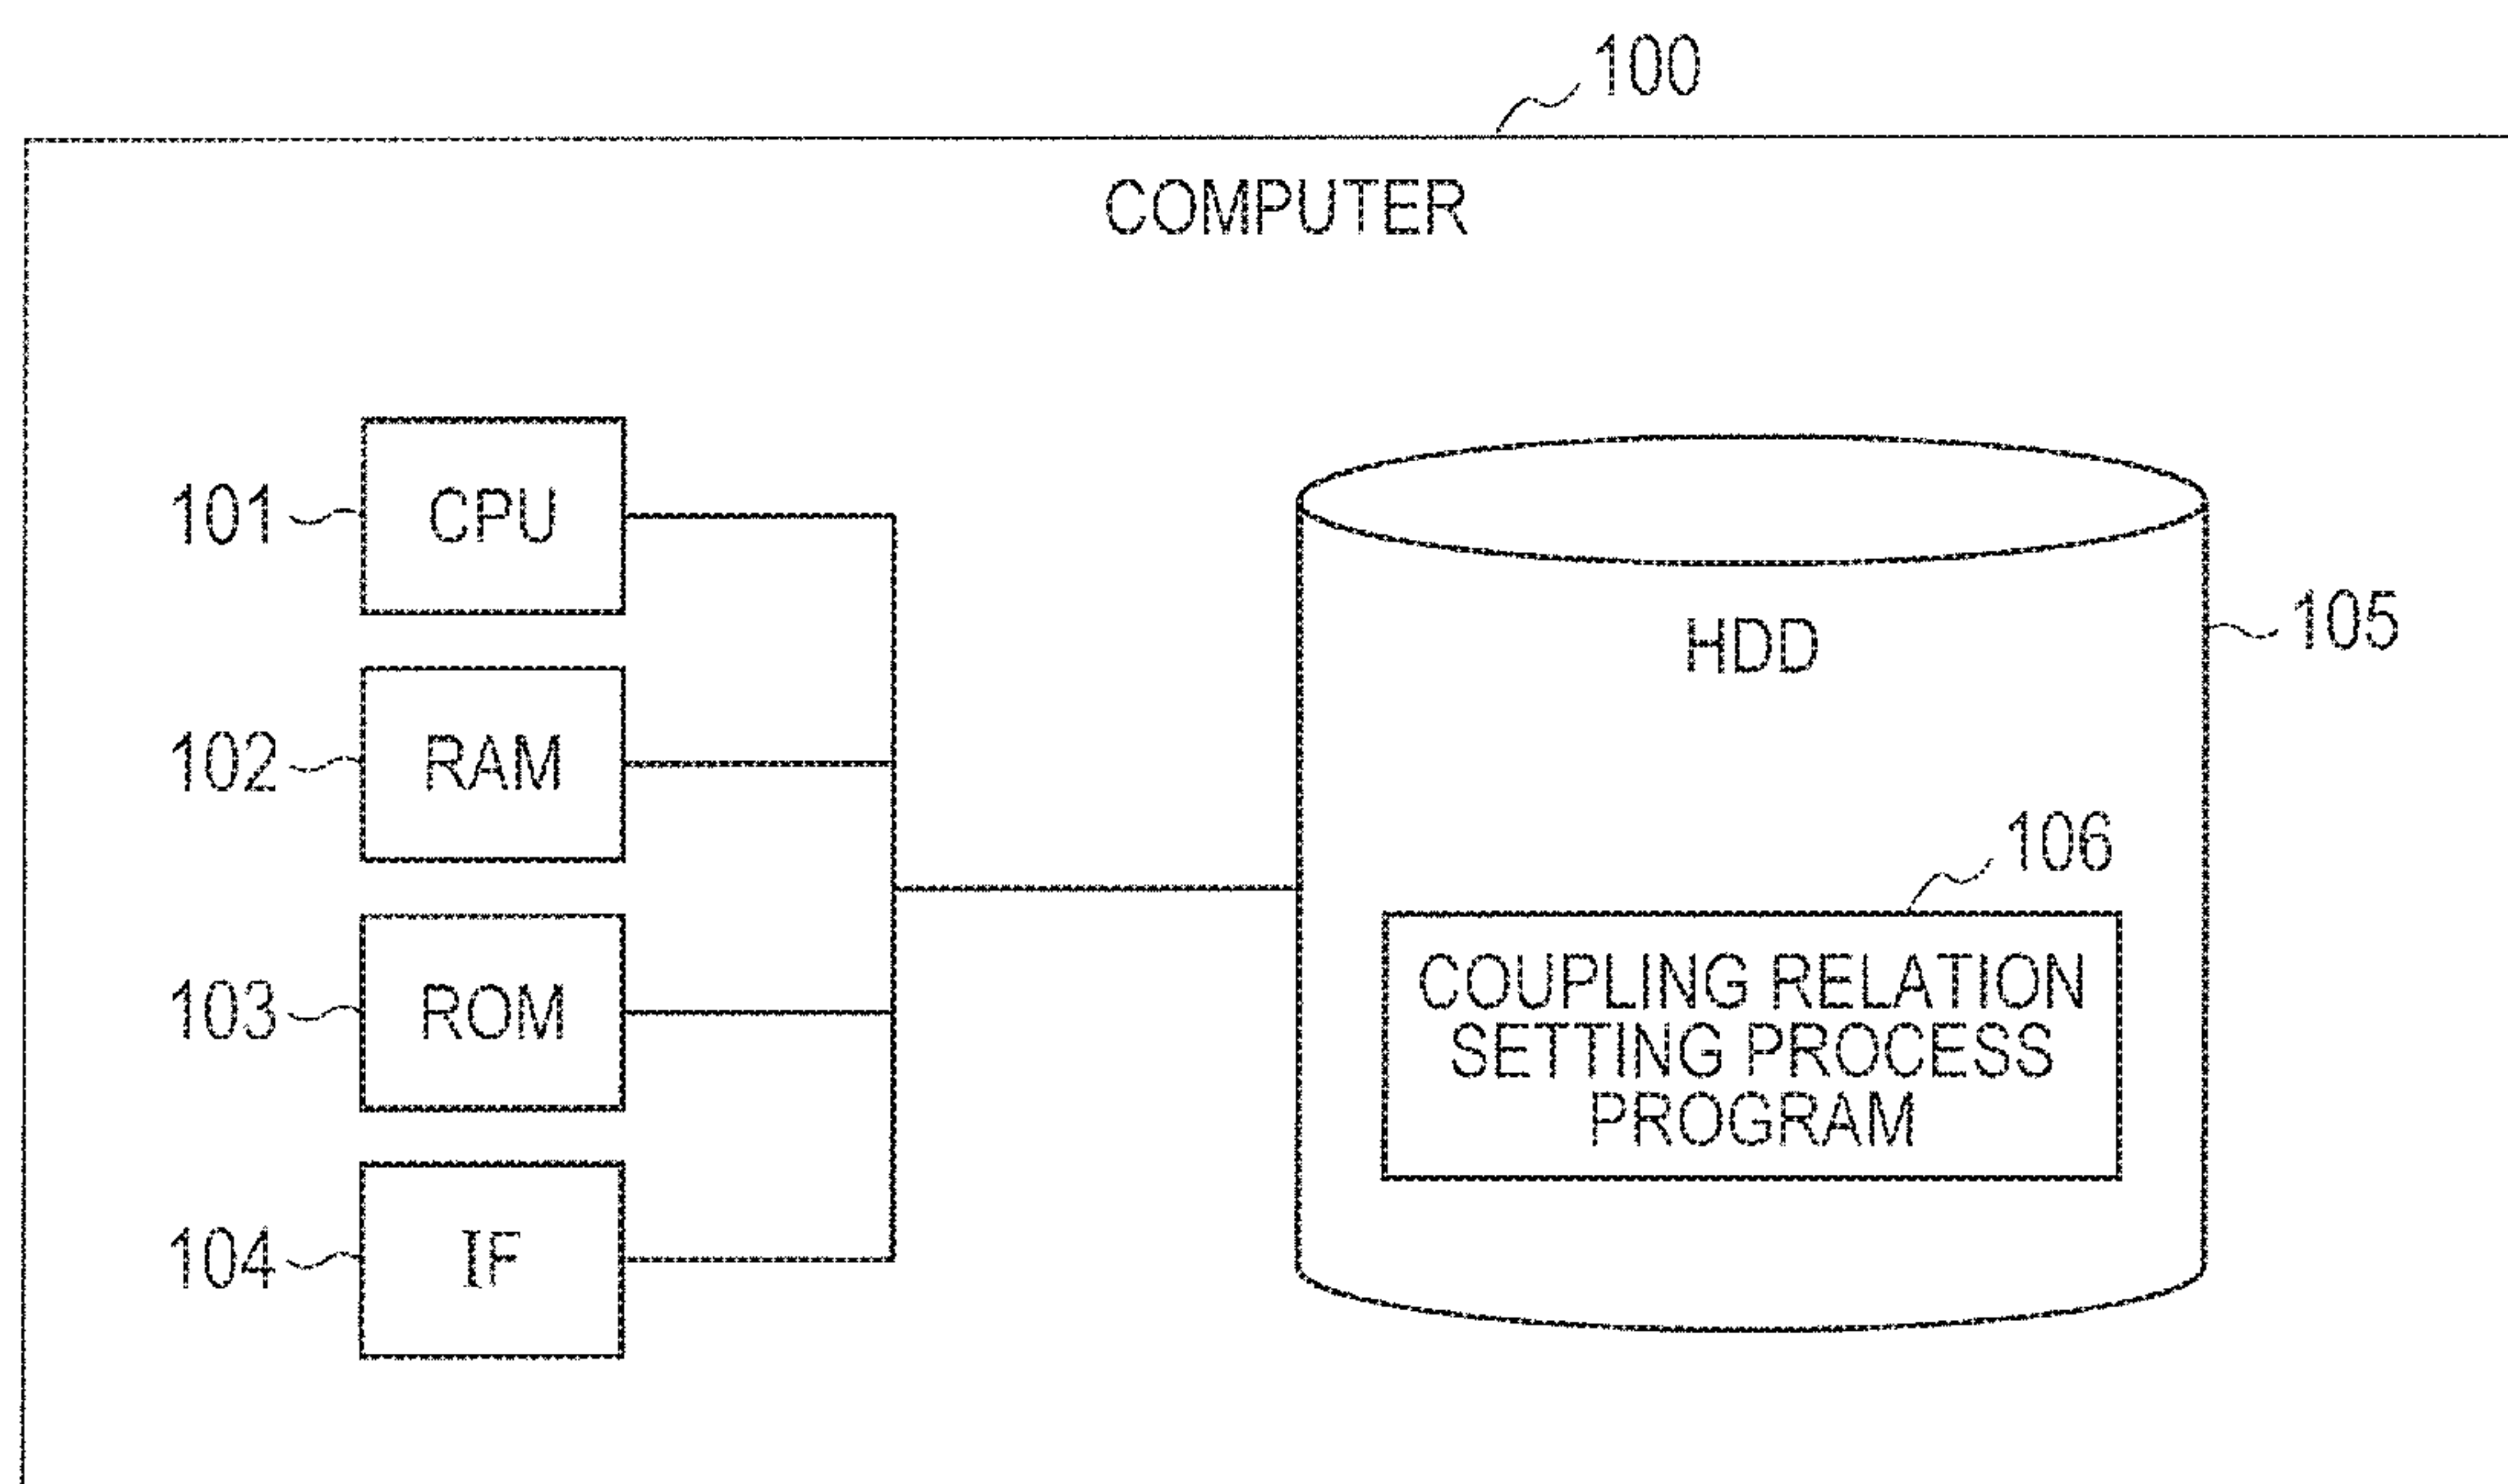 100
COMPUTER
101
CPU
102
RAM
103
ROM
104
IF
HDD
105
106
COUPLING RELATION
SETTING PROCESS
PROGRAM